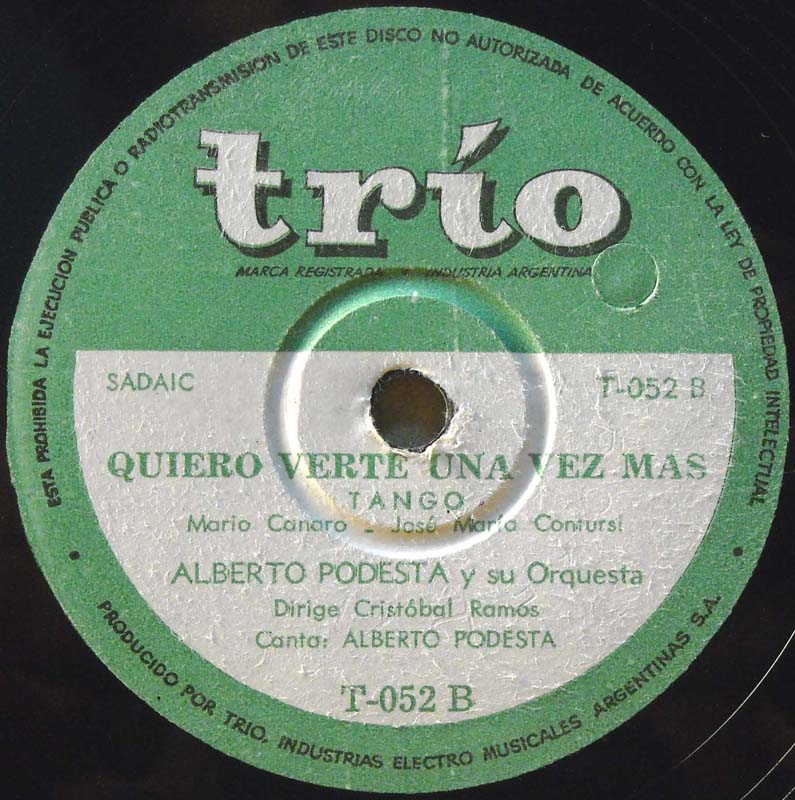 ESTA PROHIBIDA LA EJECUCION PUBLICA O RADIOTRANSMISION DE ESTE DISCO NO AUTORIZADA DE ACUERDO CON LA LEY DE PROPIEDAD INTELECTUAL
trío
MARCA REGISTRADA INDUSTRIA ARGENTINA
SADAIC T-052 B
QUIERO VERTE UNA VEZ MAS
TANGO
Mario Canaro - José María Contursi
ALBERTO PODESTA y su Orquesta
Dirige Cristóbal Ramos
Canta: ALBERTO PODESTA
T-052 B
PRODUCIDO POR TRIO, INDUSTRIAS ELECTRO MUSICALES ARGENTINAS S.A.